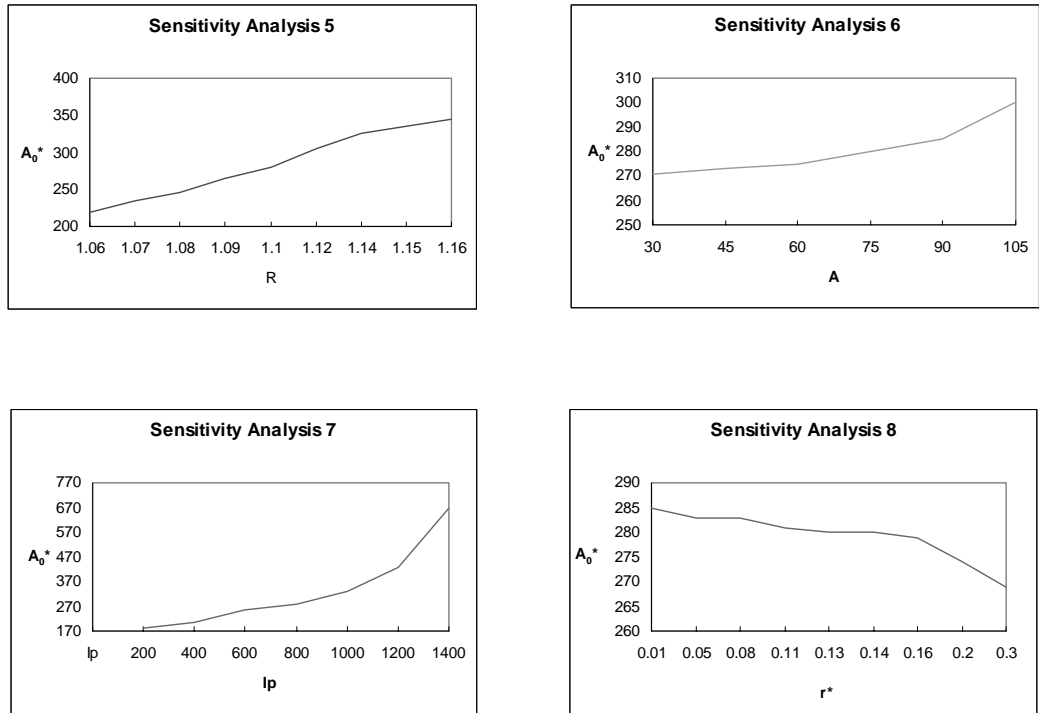 Sensitivity Analysis 5
400
350
300
250
200
A0*
1.06 1.07 1.08 1.09 1.1 1.12 1.14 1.15 1.16
R
Sensitivity Analysis 6
310
300
290
280
270
260
250
A0*
30 45 60 75 90 105
A
Sensitivity Analysis 7
770
670
570
470
370
270
170
A0*
Ip 200 400 600 800 1000 1200 1400
Ip
Sensitivity Analysis 8
290
285
280
275
270
265
260
A0*
0.01 0.05 0.08 0.11 0.13 0.14 0.16 0.2 0.3
r*